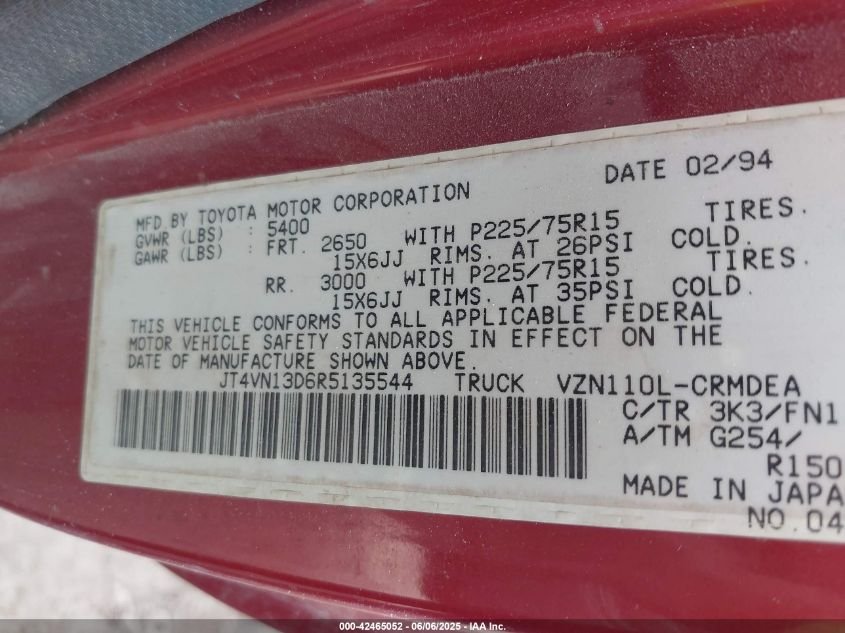 DATE 02/94
MFD BY TOYOTA MOTOR CORPORATION
GVWR (LBS) : 5400
GAWR (LBS) : FRT. 2650 WITH P225/75R15 TIRES.
15X6JJ RIMS. AT 26PSI COLD.
RR. 3000 WITH P225/75R15 TIRES.
15X6JJ RIMS. AT 35PSI COLD.
THIS VEHICLE CONFORMS TO ALL APPLICABLE FEDERAL
MOTOR VEHICLE SAFETY STANDARDS IN EFFECT ON THE
DATE OF MANUFACTURE SHOWN ABOVE.
JT4VN13D6R5135544 TRUCK VZN110L-CRMDEA
C/TR 3K3/FN1
A/TM G254/
R150
MADE IN JAPA
NO.04
000-42465052 - 06/06/2025 - IAA Inc.